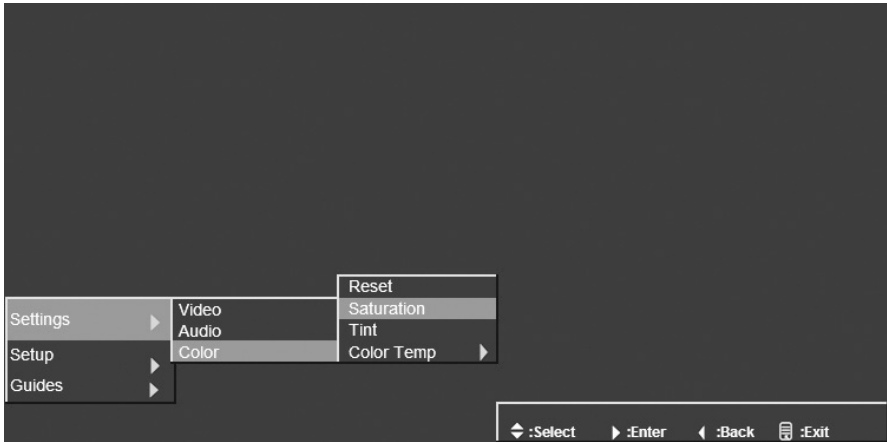 Settings
Setup
Guides
Video
Audio
Color
Reset
Saturation
Tint
Color Temp
:Select :Enter :Back :Exit